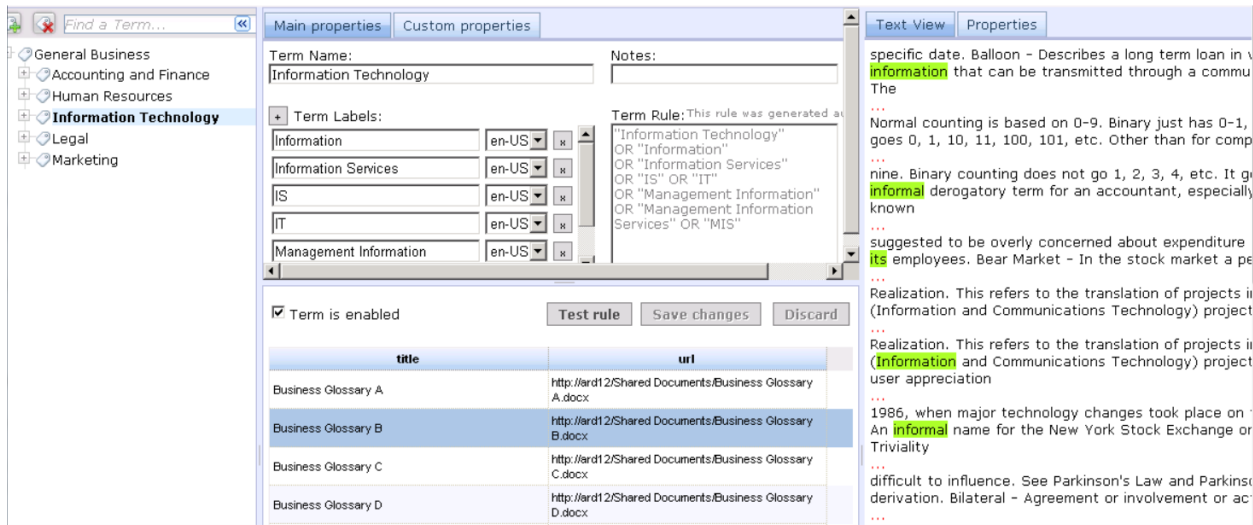 Find a Term...
General Business
Accounting and Finance
Human Resources
Information Technology
Legal
Marketing
Main properties
Custom properties
Term Name:
Information Technology
Notes:
+ Term Labels:
Information en-US x
Information Services en-US x
IS en-US x
IT en-US x
Management Information en-US x
Term Rule: This rule was generated
"Information Technology"
OR "Information"
OR "Information Services"
OR "IS" OR "IT"
OR "Management Information"
OR "Management Information
Services" OR "MIS"
Term is enabled
Test rule
Save changes
Discard
title url
Business Glossary A
http://ard12/Shared Documents/Business Glossary
A.docx
Business Glossary B
http://ard12/Shared Documents/Business Glossary
B.docx
Business Glossary C
http://ard12/Shared Documents/Business Glossary
C.docx
Business Glossary D
http://ard12/Shared Documents/Business Glossary
D.docx
Text View
Properties
specific date. Balloon - Describes a long term loan in
information that can be transmitted through a commu
The
...
Normal counting is based on 0-9. Binary just has 0-1,
goes 0, 1, 10, 11, 100, 101, etc. Other than for comp
...
nine. Binary counting does not go 1, 2, 3, 4, etc. It
informal derogatory term for an accountant, especially
known
...
suggested to be overly concerned about expenditure
its employees. Bear Market - In the stock market a pe
...
Realization. This refers to the translation of projects
(Information and Communications Technology) project
...
Realization. This refers to the translation of projects
(Information and Communications Technology) project
user appreciation
...
1986, when major technology changes took place on
An informal name for the New York Stock Exchange or
Triviality
...
difficult to influence. See Parkinson's Law and Parkins
derivation. Bilateral - Agreement or involvement or
...